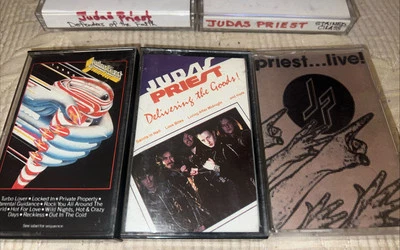 Judas Priest
Defenders of the Faith
JUDAS PRIEST
STAINED
CLASS
JUDAS
PRIEST
Delivering the Goods!
priest...live!
Turbo Lover • Locked In • Private Property •
Parental Guidance • Rock You All Around The
World • Hot For Love • Wild Nights, Hot & Crazy
Days • Reckless • Out In The Cold